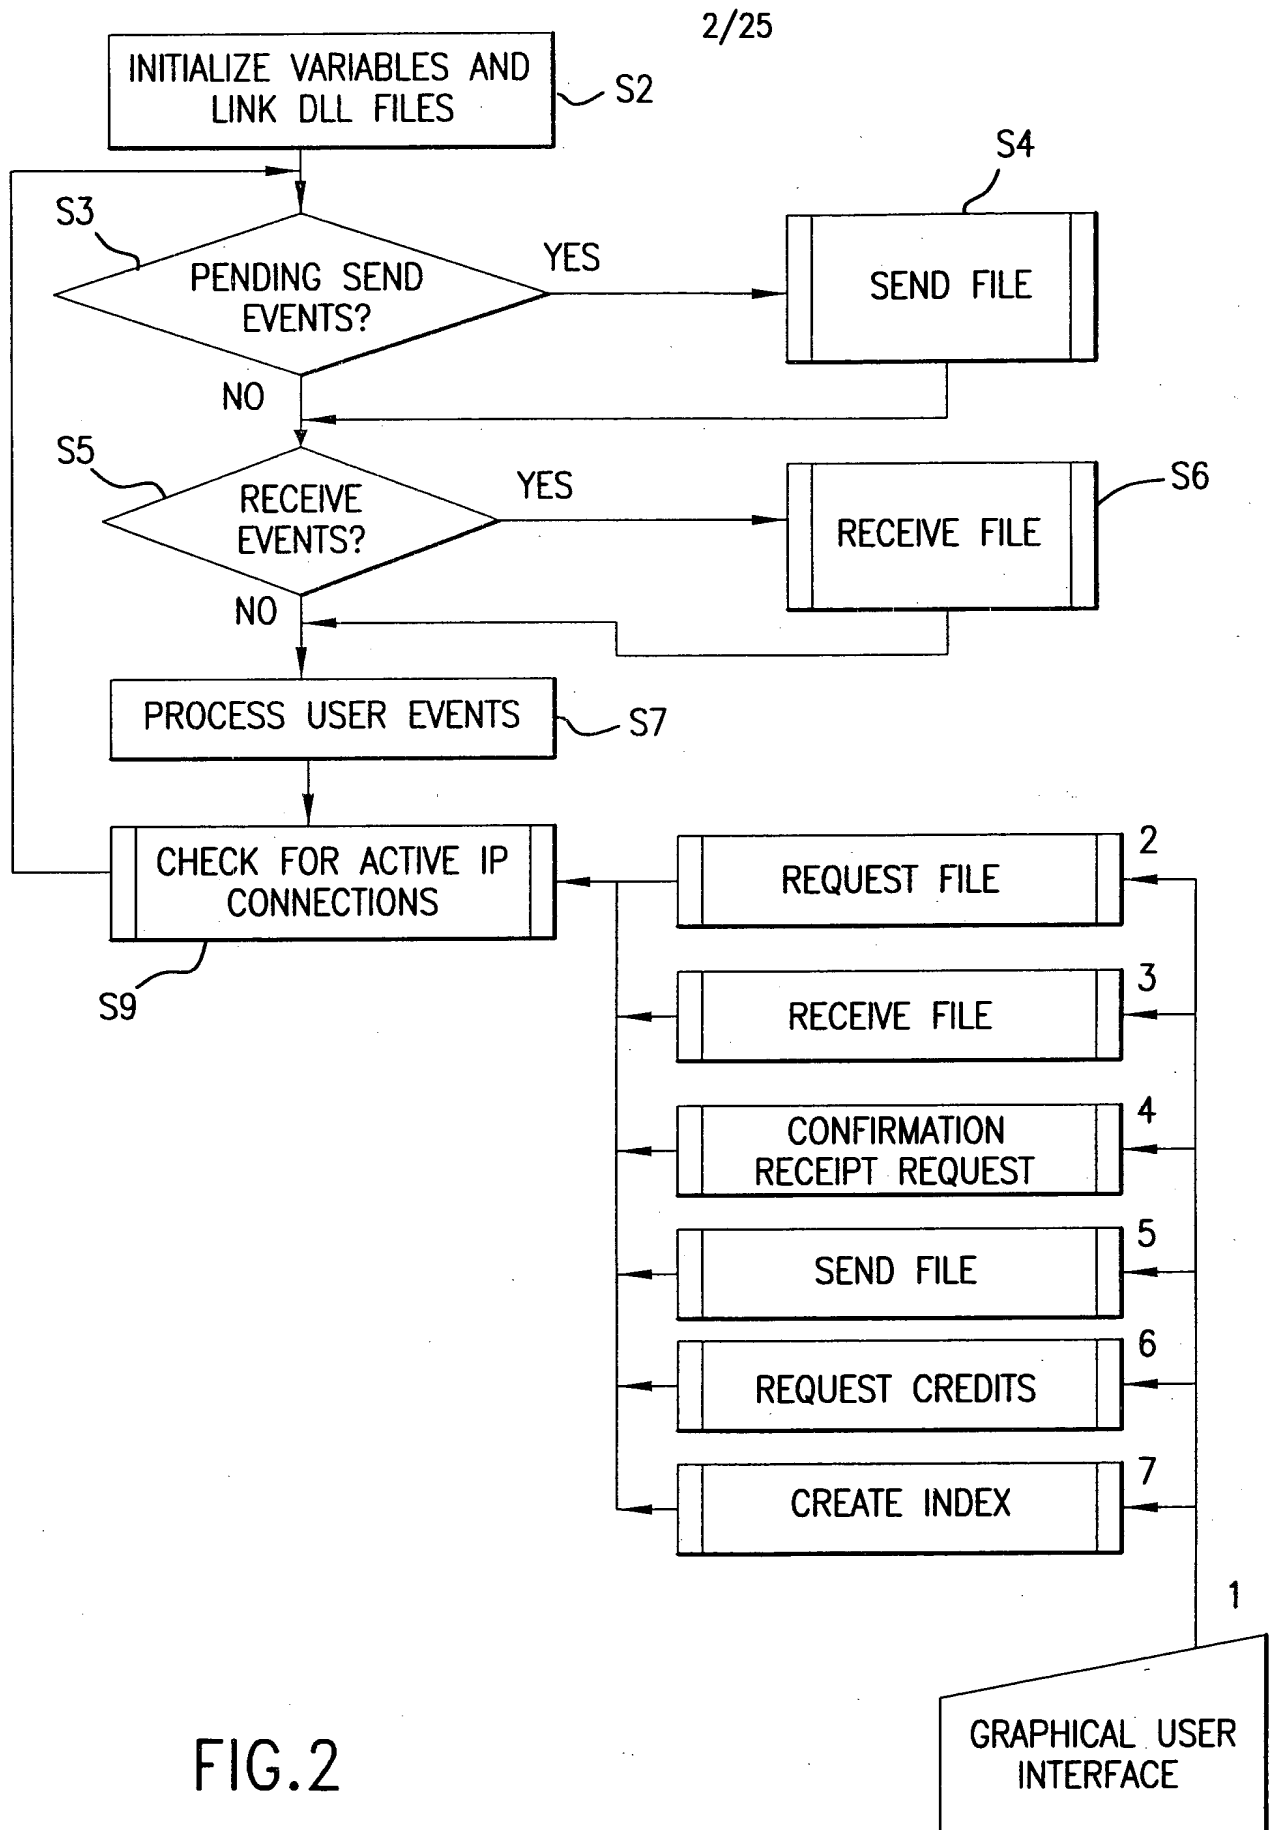 2/25
INITIALIZE VARIABLES AND
LINK DLL FILES
S2
S4
S3
PENDING SEND
EVENTS?
YES
SEND FILE
NO
S5
RECEIVE
EVENTS?
YES
RECEIVE FILE
S6
NO
PROCESS USER EVENTS
S7
CHECK FOR ACTIVE IP
CONNECTIONS
S9
REQUEST FILE
2
RECEIVE FILE
3
CONFIRMATION
RECEIPT REQUEST
4
SEND FILE
5
REQUEST CREDITS
6
CREATE INDEX
7
1
GRAPHICAL USER
INTERFACE
FIG.2